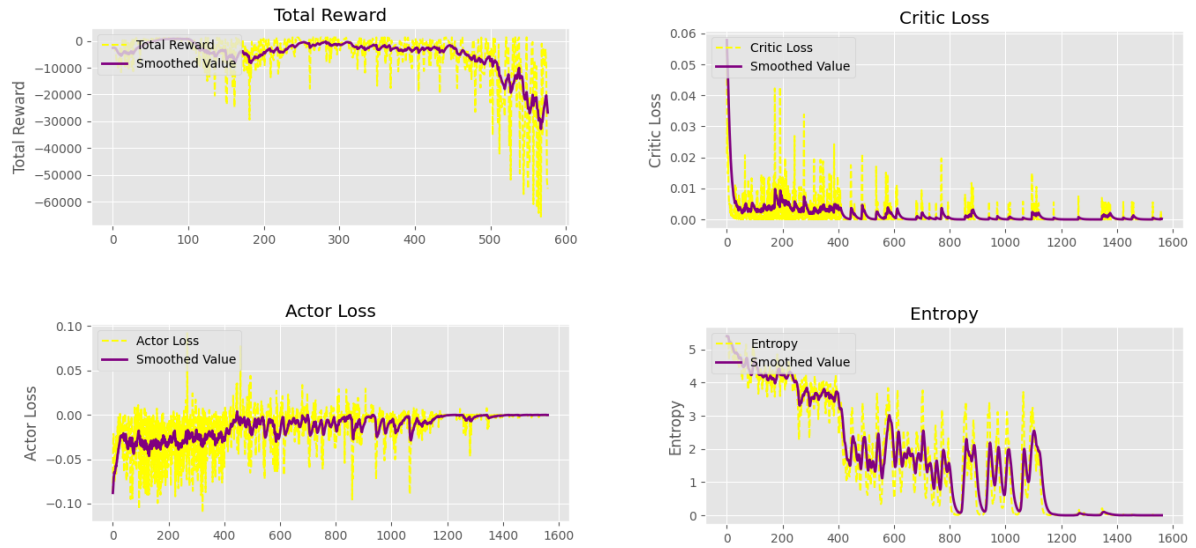 Total Reward
Total Reward
Smoothed Value
Total Reward
0
−10000
−20000
−30000
−40000
−50000
−60000
0 100 200 300 400 500 600
Critic Loss
Critic Loss
Smoothed Value
Critic Loss
0.06
0.05
0.04
0.03
0.02
0.01
0.00
0 200 400 600 800 1000 1200 1400 1600
Actor Loss
Actor Loss
Smoothed Value
Actor Loss
0.10
0.05
0.00
−0.05
−0.10
0 200 400 600 800 1000 1200 1400 1600
Entropy
Entropy
Smoothed Value
Entropy
5
4
3
2
1
0
0 200 400 600 800 1000 1200 1400 1600